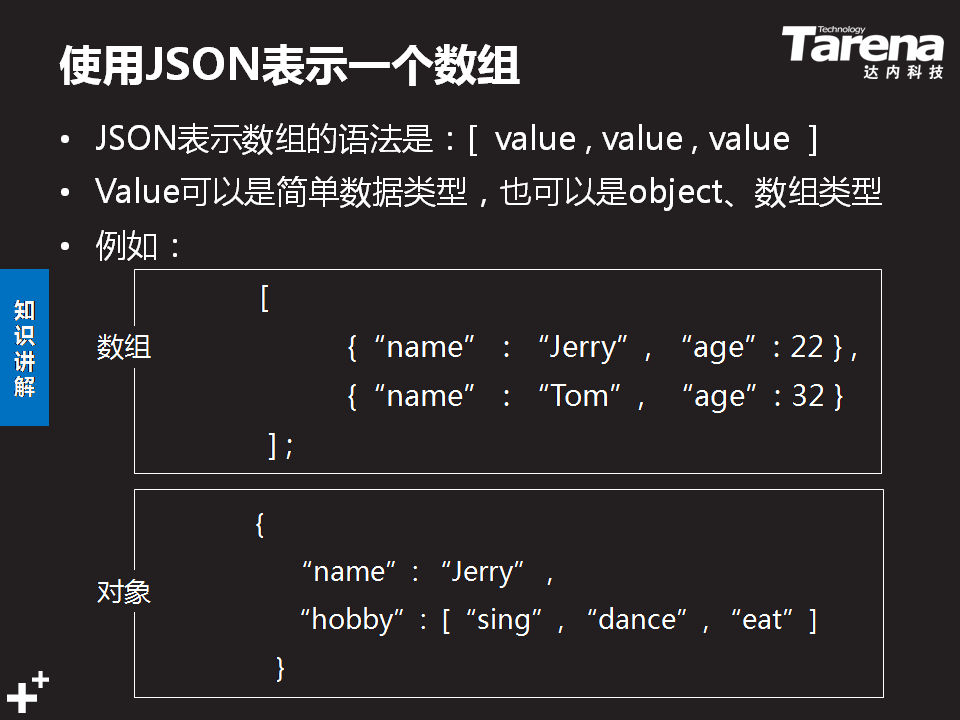 使用JSON表示一个数组
Technology
Tarena
达内科技
• JSON表示数组的语法是：[ value , value , value ]
• Value可以是简单数据类型，也可以是object、数组类型
• 例如：
知识讲解
数组
[
{ “name” : “Jerry” , “age” : 22 } ,
{ “name” : “Tom” , “age” : 32 }
] ;
对象
{
“name” : “Jerry” ,
“hobby” : [ “sing” , “dance” , “eat” ]
}